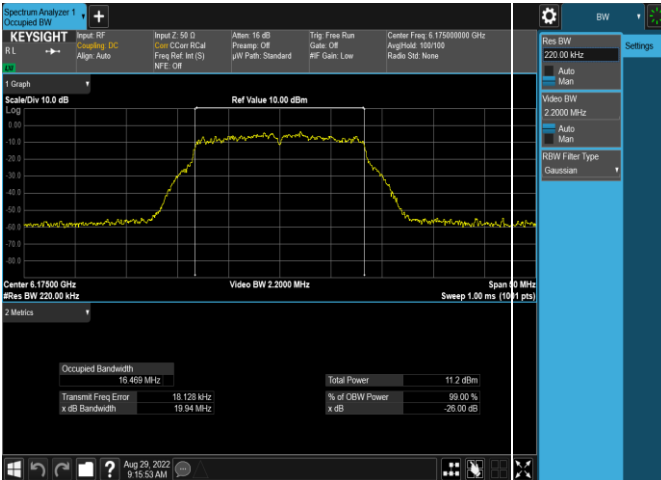 Spectrum Analyzer 1
Occupied BW
+
KEYSIGHT
R L
Input: RF
Coupling: DC
Align: Auto
Input Z: 50 Ω
Corr CCorr RCal
Freq Ref: Int (S)
NFE: Off
Atten: 16 dB
Preamp: Off
µW Path: Standard
Trig: Free Run
Gate: Off
#IF Gain: Low
Center Freq: 6.175000000 GHz
Avg|Hold: 100/100
Radio Std: None
1 Graph
Scale/Div 10.0 dB
Ref Value 10.00 dBm
Log
0.00
-10.0
-20.0
-30.0
-40.0
-50.0
-60.0
-70.0
-80.0
Center 6.17500 GHz
Video BW 2.2000 MHz
Span 50 MHz
#Res BW 220.00 kHz
Sweep 1.00 ms (1001 pts)
2 Metrics
Occupied Bandwidth
16.469 MHz
Transmit Freq Error 18.128 kHz
x dB Bandwidth 19.94 MHz
Total Power 11.2 dBm
% of OBW Power 99.00 %
x dB -26.00 dB
Aug 29, 2022
9:15:53 AM
?
BW
Settings
Res BW
220.00 kHz
Auto
Man
Video BW
2.2000 MHz
Auto
Man
RBW Filter Type
Gaussian